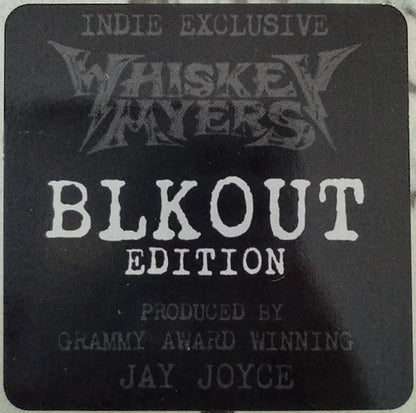 INDIE EXCLUSIVE
WHISKEY
MYERS
BLKOUT
EDITION
PRODUCED BY
GRAMMY AWARD WINNING
JAY JOYCE